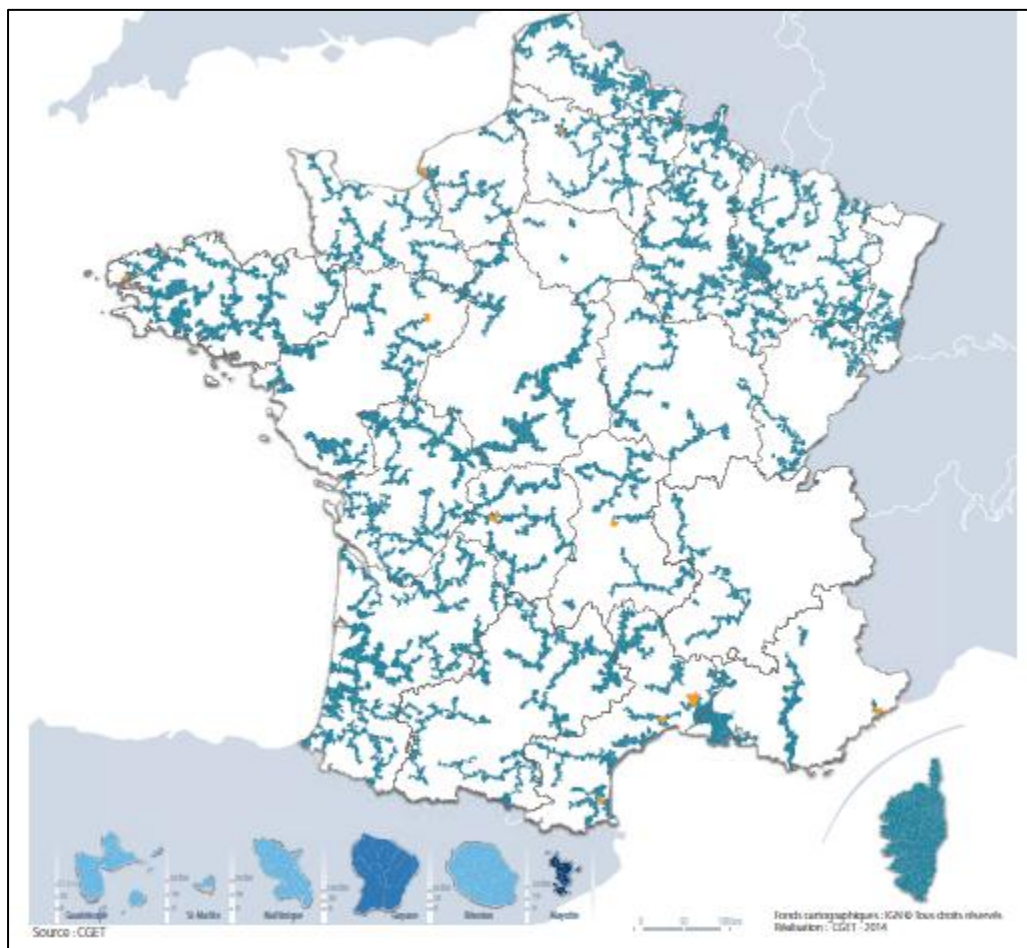 Guadeloupe
St-Martin
Martinique
Guyane
Réunion
Mayotte
Source : CGET
Fonds cartographiques : IGN © Tous droits réservés
Réalisation : CGET - 2014